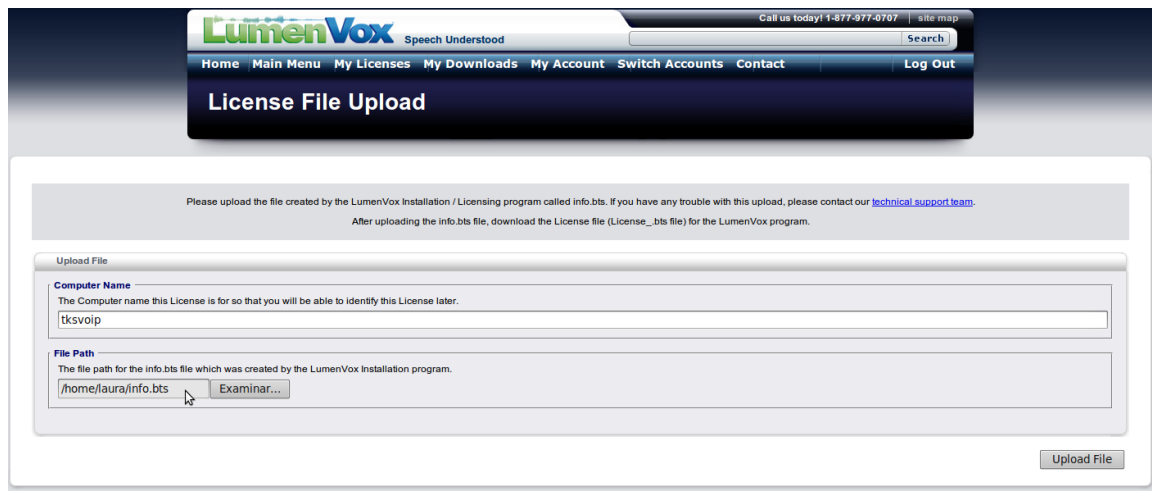 Call us today! 1-877-977-0707 | site map
LumenVox Speech Understood
Search
Home Main Menu My Licenses My Downloads My Account Switch Accounts Contact Log Out
License File Upload
Please upload the file created by the LumenVox Installation / Licensing program called info.bts. If you have any trouble with this upload, please contact our technical support team.
After uploading the info.bts file, download the License file (License_.bts file) for the LumenVox program.
Upload File
Computer Name
The Computer name this License is for so that you will be able to identify this License later.
tksvoip
File Path
The file path for the info.bts file which was created by the LumenVox Installation program.
/home/laura/info.bts Examinar...
Upload File